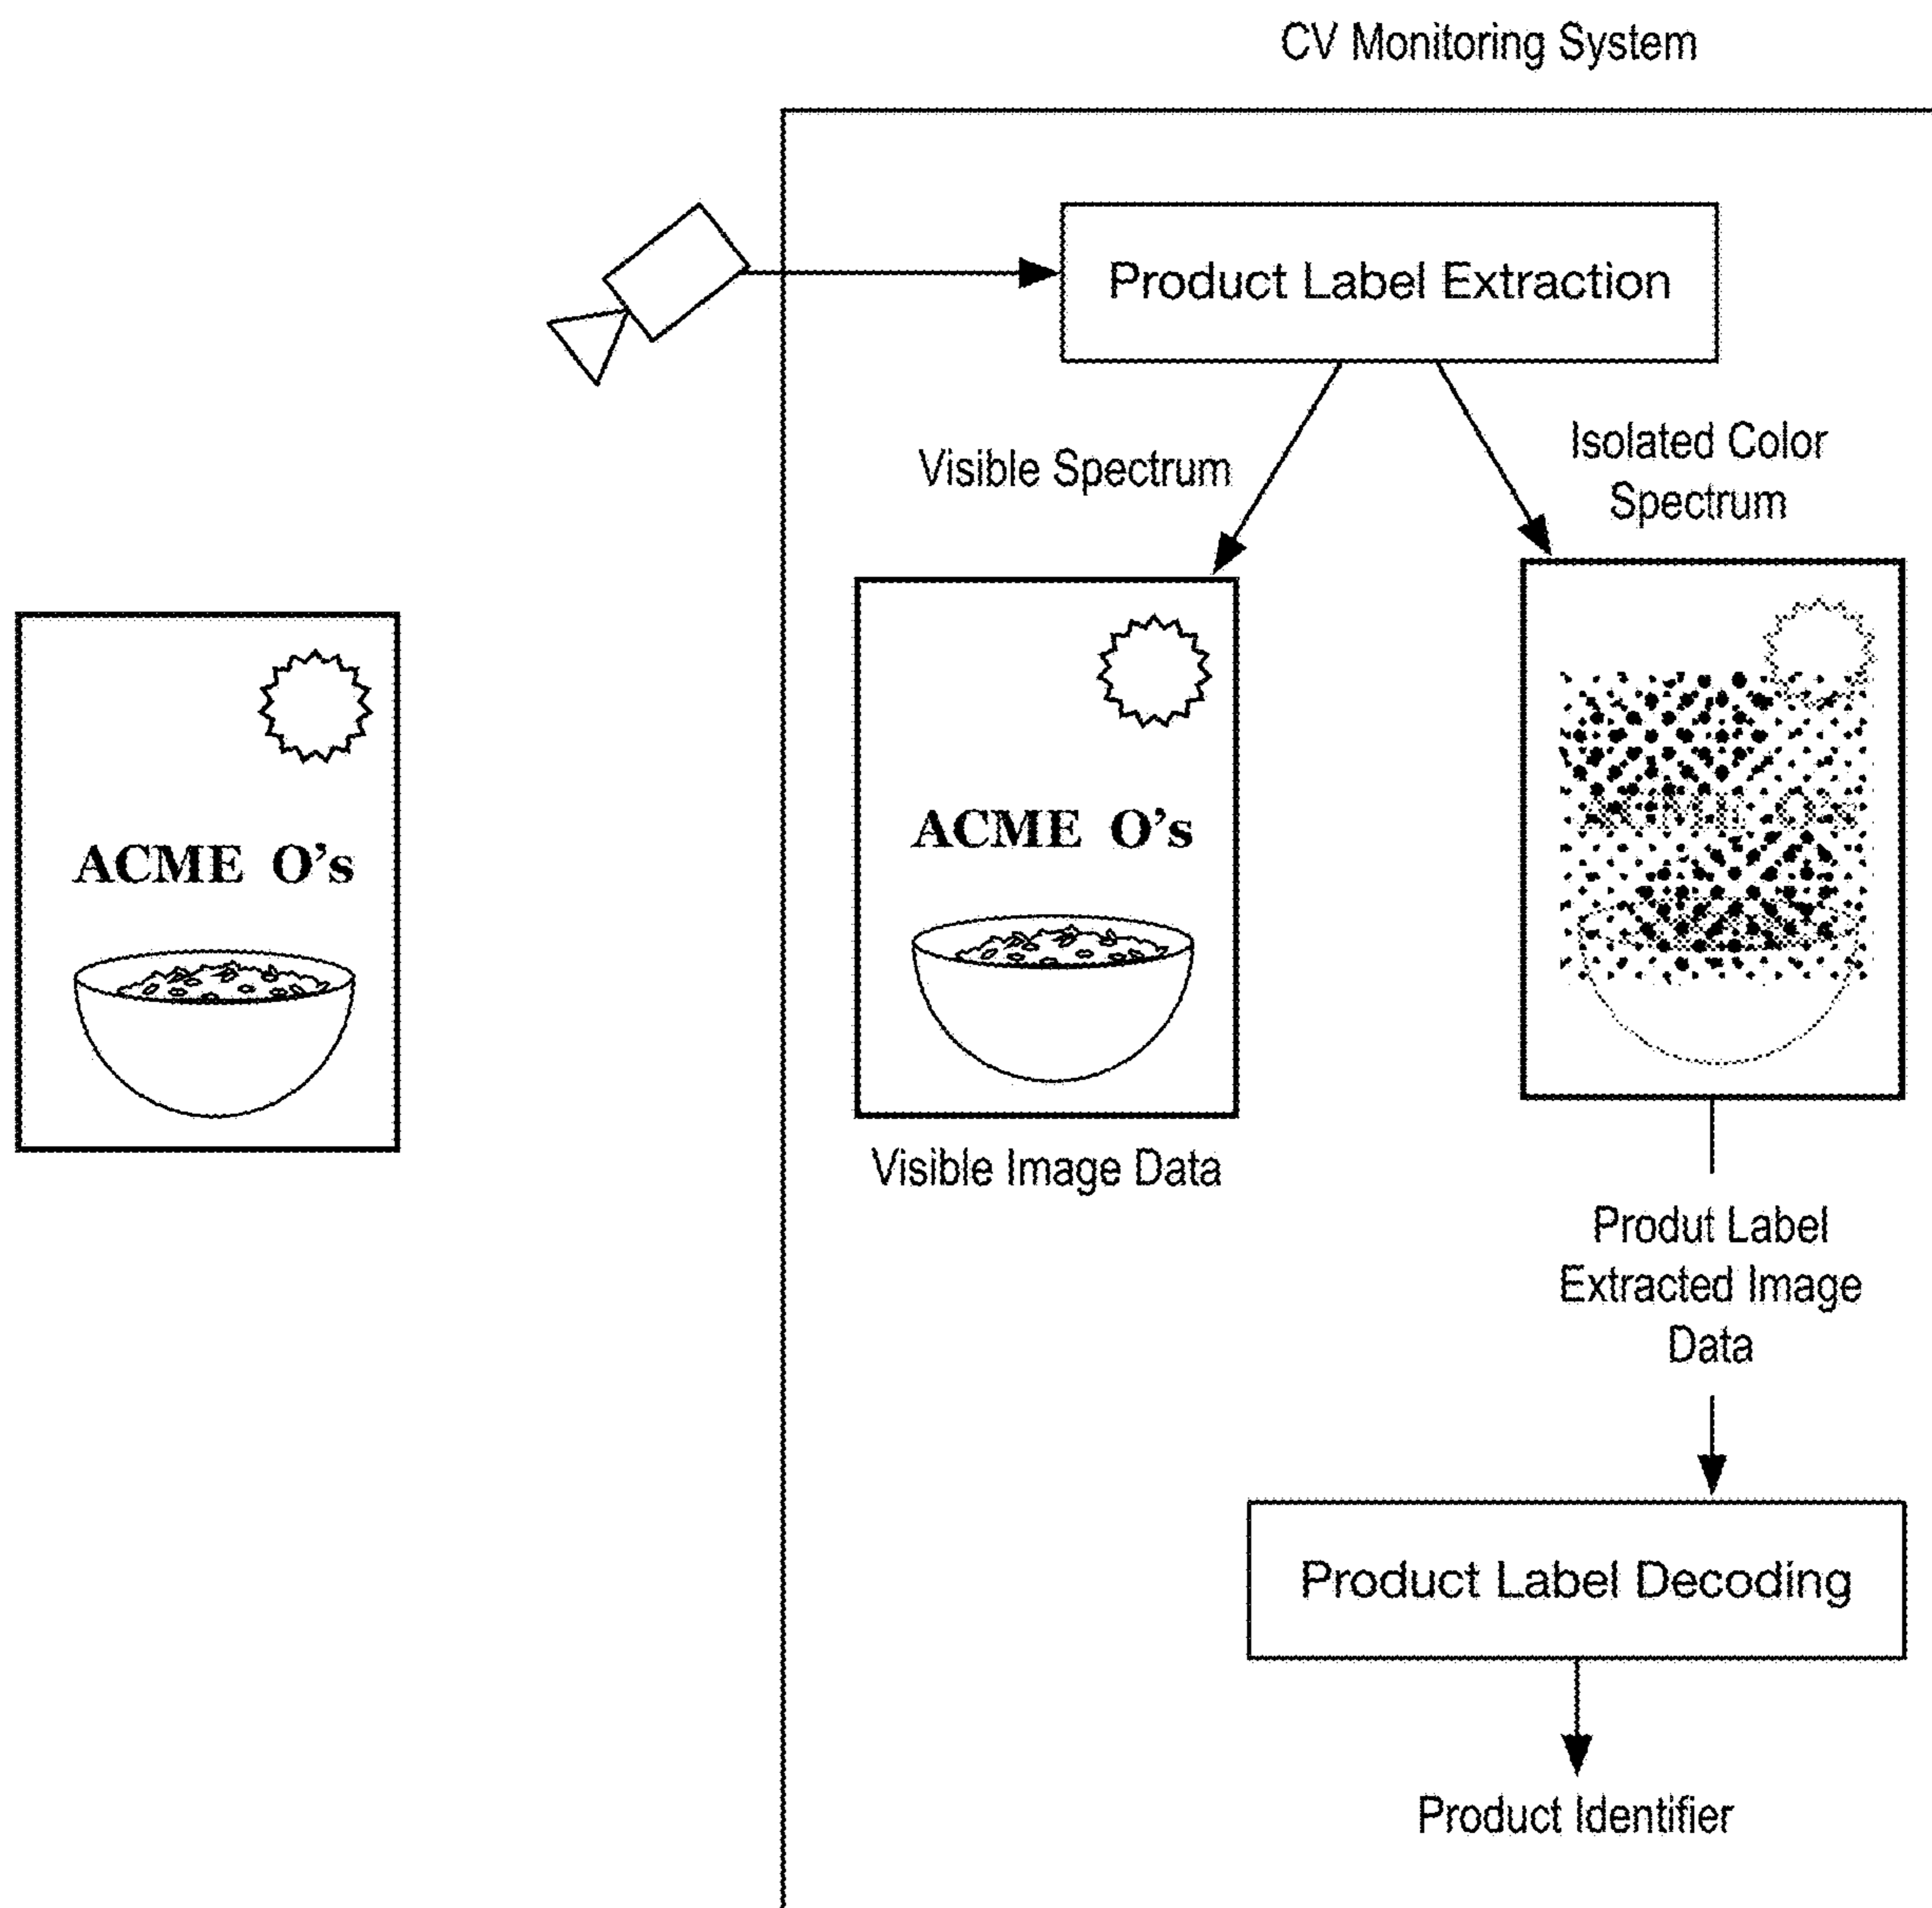 CV Monitoring System
Product Label Extraction
Visible Spectrum
Isolated Color
Spectrum
ACME O's
ACME O's
ACME O's
Visible Image Data
Produt Label
Extracted Image
Data
Product Label Decoding
Product Identifier